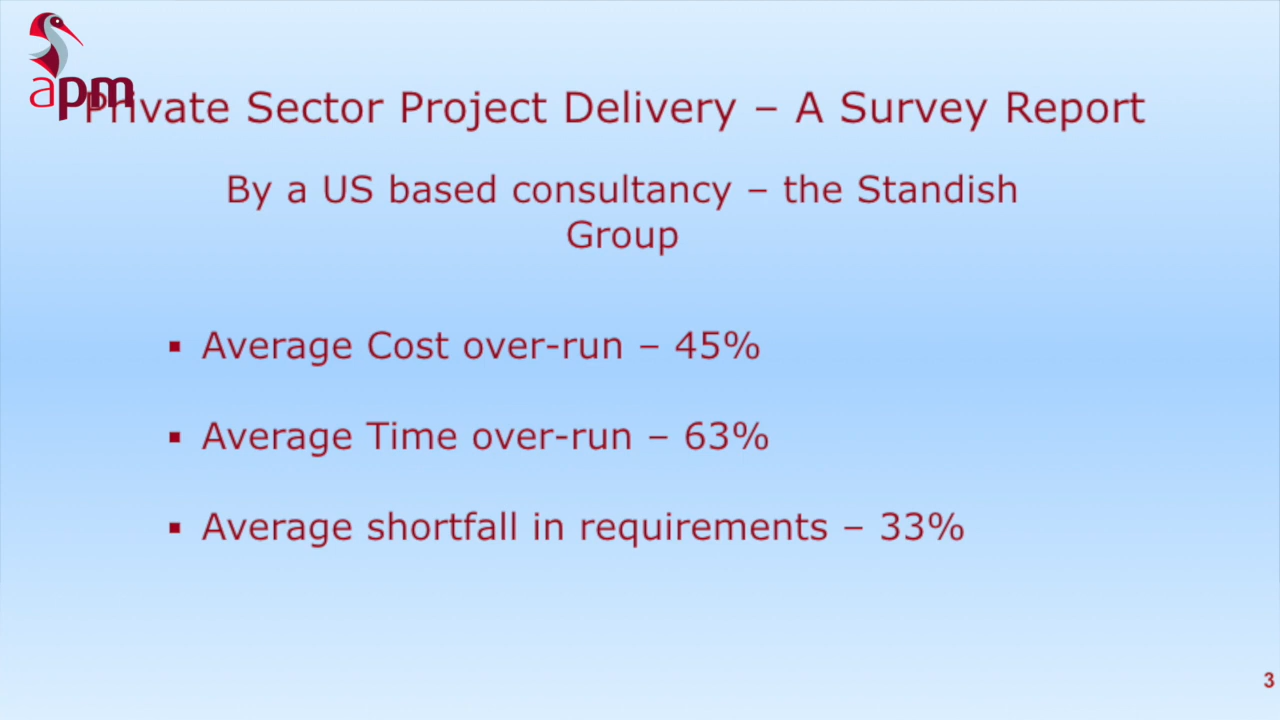 apm
Private Sector Project Delivery – A Survey Report
By a US based consultancy – the Standish
Group
▪ Average Cost over-run – 45%
▪ Average Time over-run – 63%
▪ Average shortfall in requirements – 33%
3